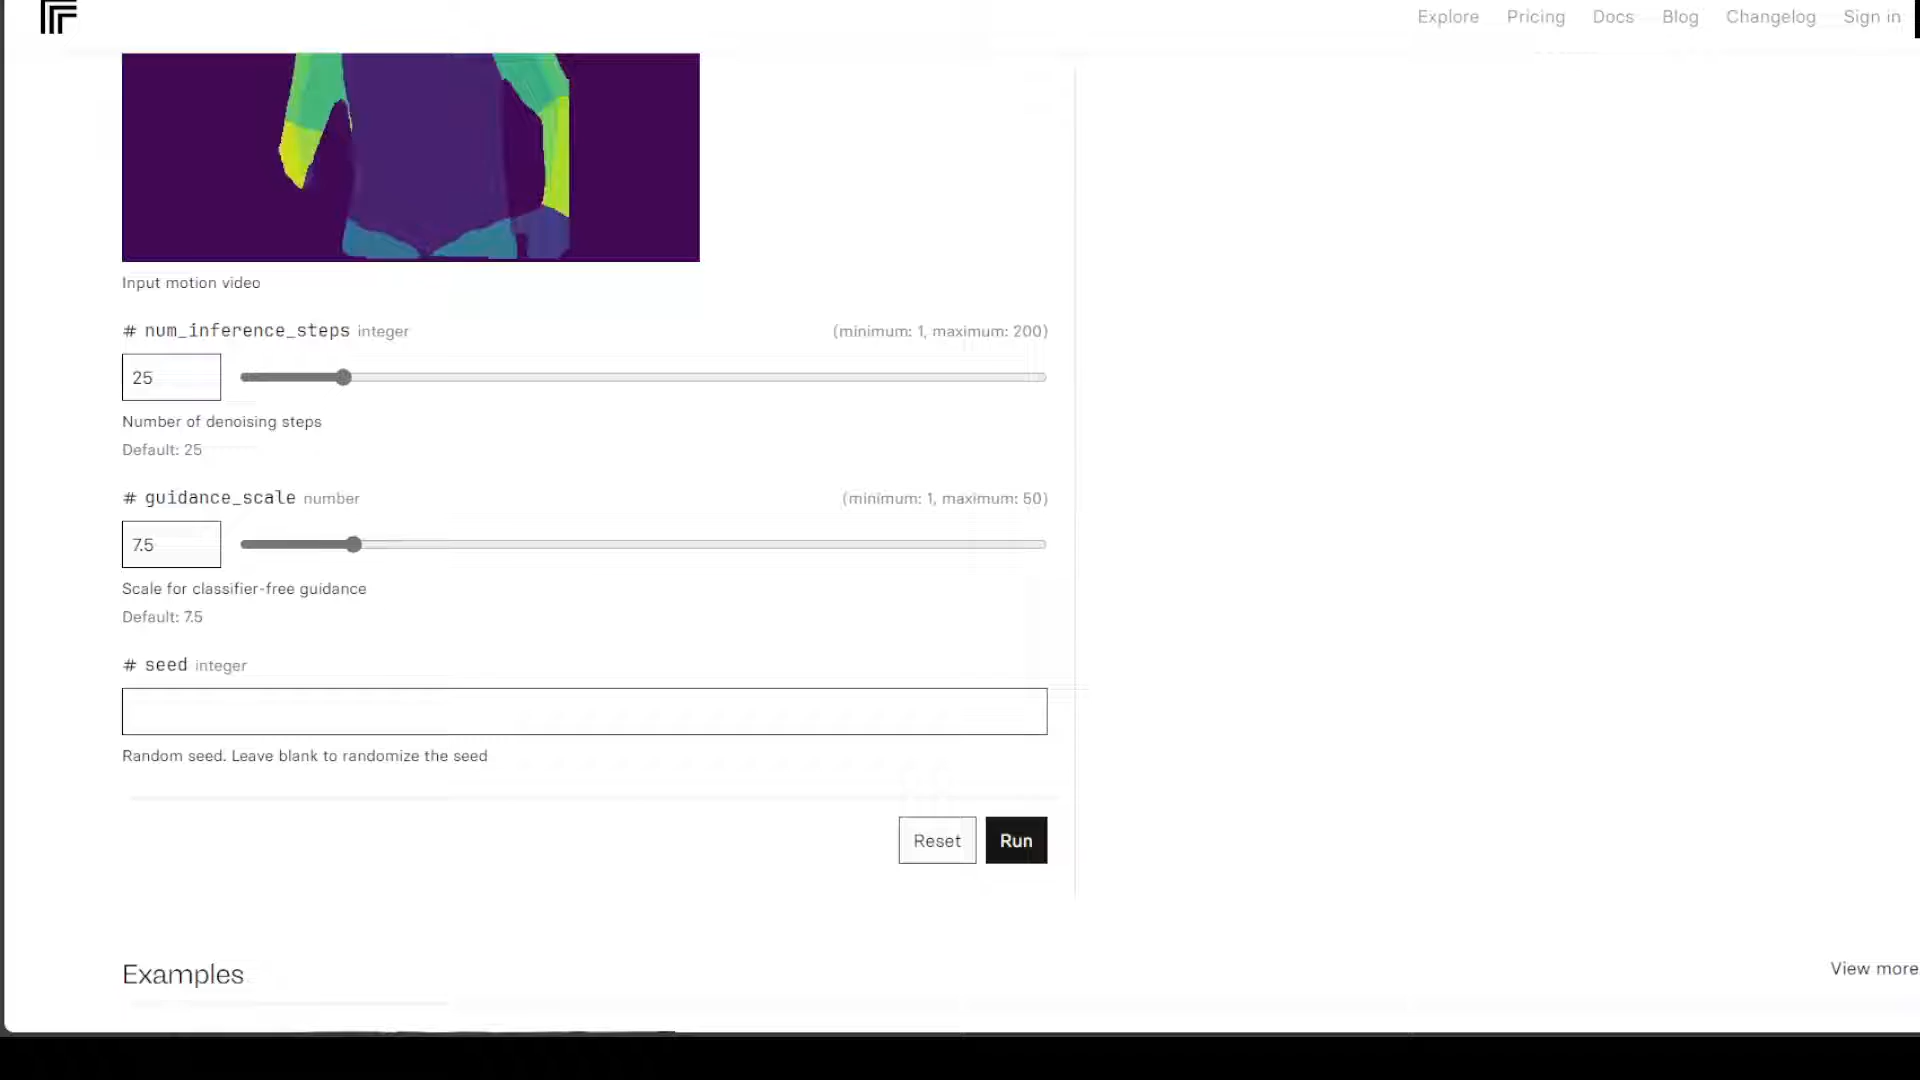 Explore Pricing Docs Blog Changelog Sign in
Input motion video
# num_inference_steps integer (minimum: 1, maximum: 200)
25
Number of denoising steps
Default: 25
# guidance_scale number (minimum: 1, maximum: 50)
7.5
Scale for classifier-free guidance
Default: 7.5
# seed integer
Random seed. Leave blank to randomize the seed
Reset Run
Examples View more